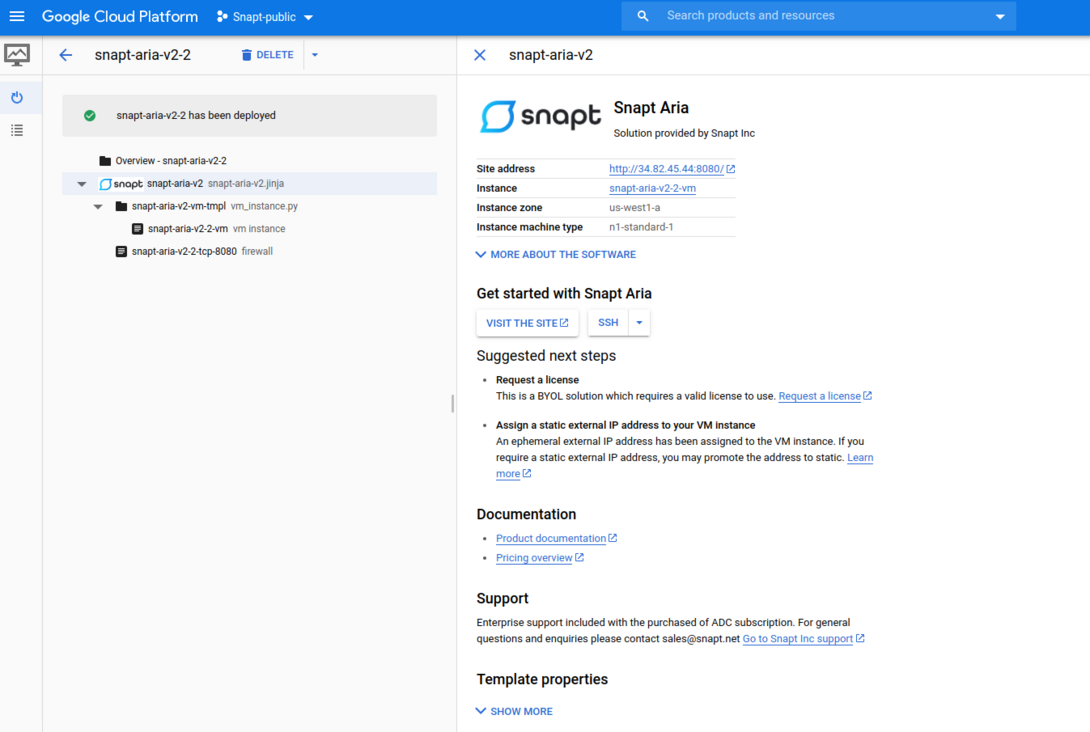 Google Cloud Platform
Snapt-public
Search products and resources
snapt-aria-v2-2
DELETE
snapt-aria-v2-2 has been deployed
Overview - snapt-aria-v2-2
snapt snapt-aria-v2 snapt-aria-v2.jinja
snapt-aria-v2-vm-tmpl vm_instance.py
snapt-aria-v2-2-vm vm instance
snapt-aria-v2-2-tcp-8080 firewall
snapt-aria-v2
snapt
Snapt Aria
Solution provided by Snapt Inc
Site address http://34.82.45.44:8080/
Instance snapt-aria-v2-2-vm
Instance zone us-west1-a
Instance machine type n1-standard-1
MORE ABOUT THE SOFTWARE
Get started with Snapt Aria
VISIT THE SITE
SSH
Suggested next steps
Request a license
This is a BYOL solution which requires a valid license to use. Request a license
Assign a static external IP address to your VM instance
An ephemeral external IP address has been assigned to the VM instance. If you
require a static external IP address, you may promote the address to static. Learn
more
Documentation
Product documentation
Pricing overview
Support
Enterprise support included with the purchased of ADC subscription. For general
questions and enquiries please contact sales@snapt.net Go to Snapt Inc support
Template properties
SHOW MORE